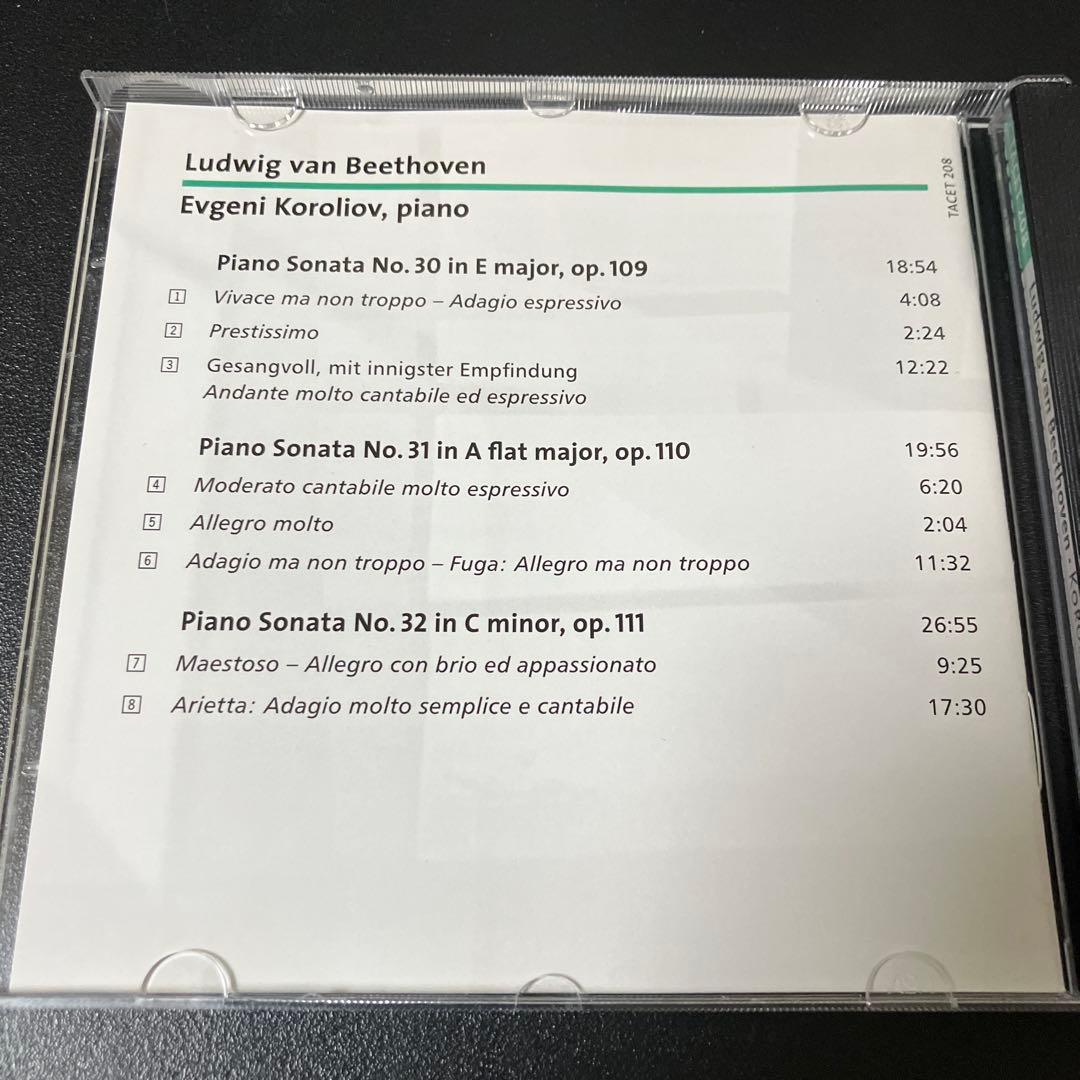 Ludwig van Beethoven
TACET 208
Evgeni Koroliov, piano
Piano Sonata No. 30 in E major, op. 109 18:54
1 Vivace ma non troppo – Adagio espressivo 4:08
2 Prestissimo 2:24
3 Gesangvoll, mit innigster Empfindung 12:22
Andante molto cantabile ed espressivo
Piano Sonata No. 31 in A flat major, op. 110 19:56
4 Moderato cantabile molto espressivo 6:20
5 Allegro molto 2:04
6 Adagio ma non troppo – Fuga: Allegro ma non troppo 11:32
Piano Sonata No. 32 in C minor, op. 111 26:55
7 Maestoso – Allegro con brio ed appassionato 9:25
8 Arietta: Adagio molto semplice e cantabile 17:30
Ludwig van Beethoven ·